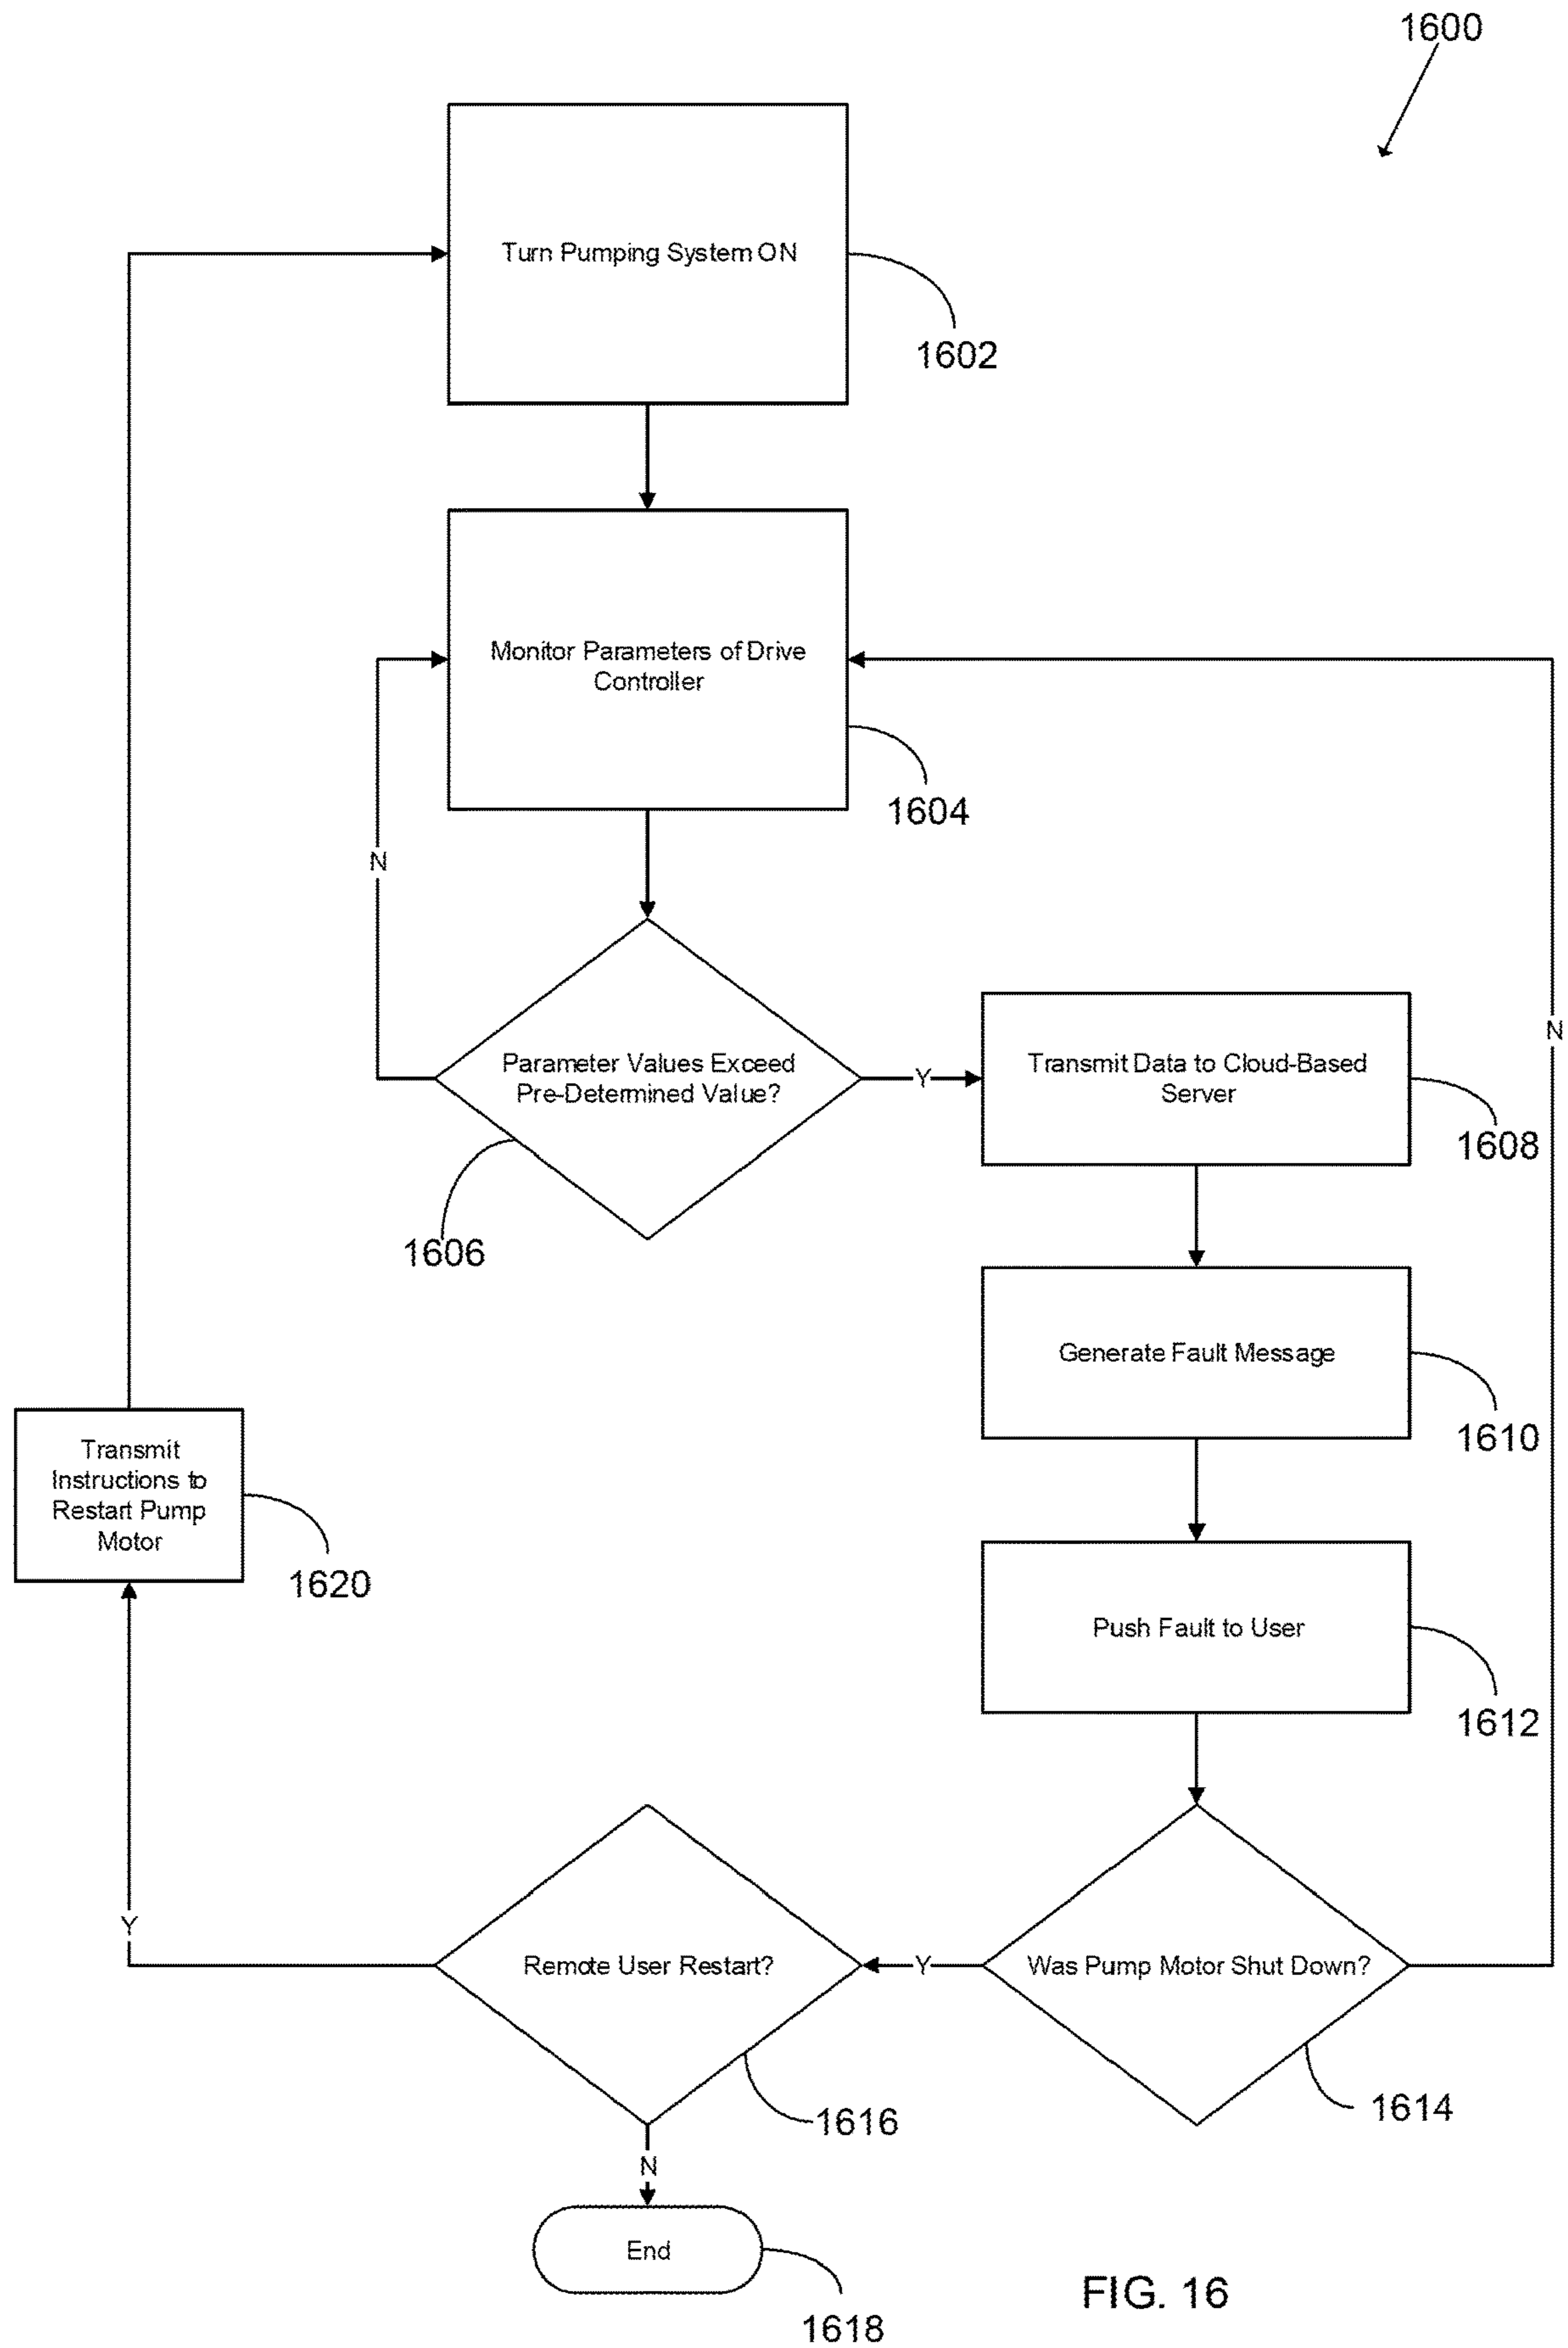 1600
Turn Pumping System ON
1602
Monitor Parameters of Drive
Controller
1604
N
N
Parameter Values Exceed
Pre-Determined Value?
Y
Transmit Data to Cloud-Based
Server
1608
1606
Generate Fault Message
1610
Transmit
Instructions to
Restart Pump
Motor
1620
Push Fault to User
1612
Y
Remote User Restart?
Y
Was Pump Motor Shut Down?
1616
1614
N
End
1618
FIG. 16